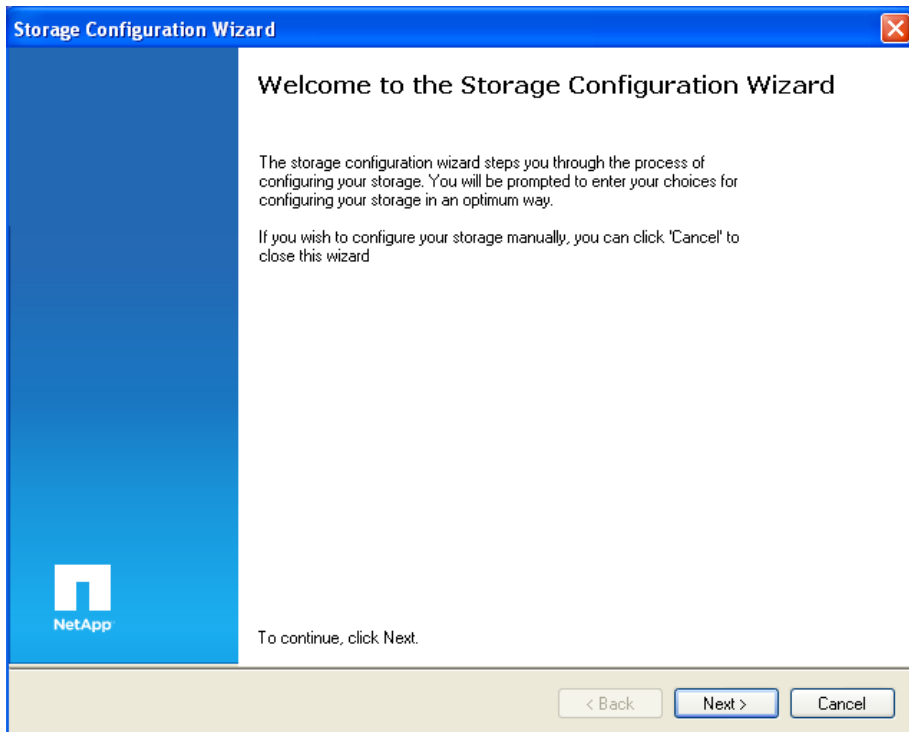 Storage Configuration Wizard
Welcome to the Storage Configuration Wizard
The storage configuration wizard steps you through the process of
configuring your storage. You will be prompted to enter your choices for
configuring your storage in an optimum way.
If you wish to configure your storage manually, you can click 'Cancel' to
close this wizard
NetApp
To continue, click Next.
< Back
Next >
Cancel